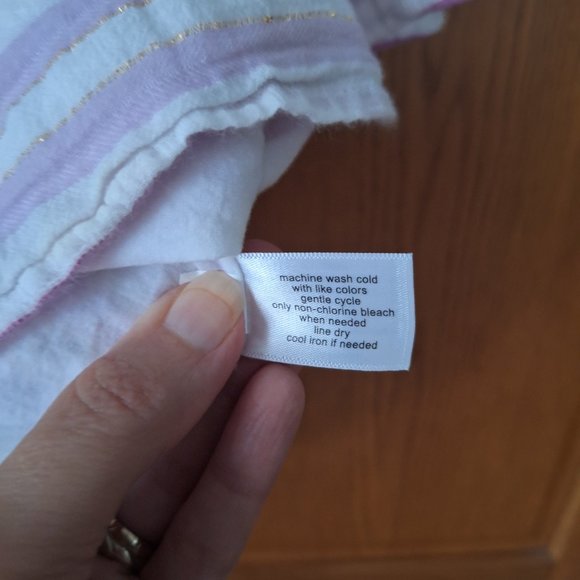 machine wash cold
with like colors
gentle cycle
only non-chlorine bleach
when needed
line dry
cool iron if needed